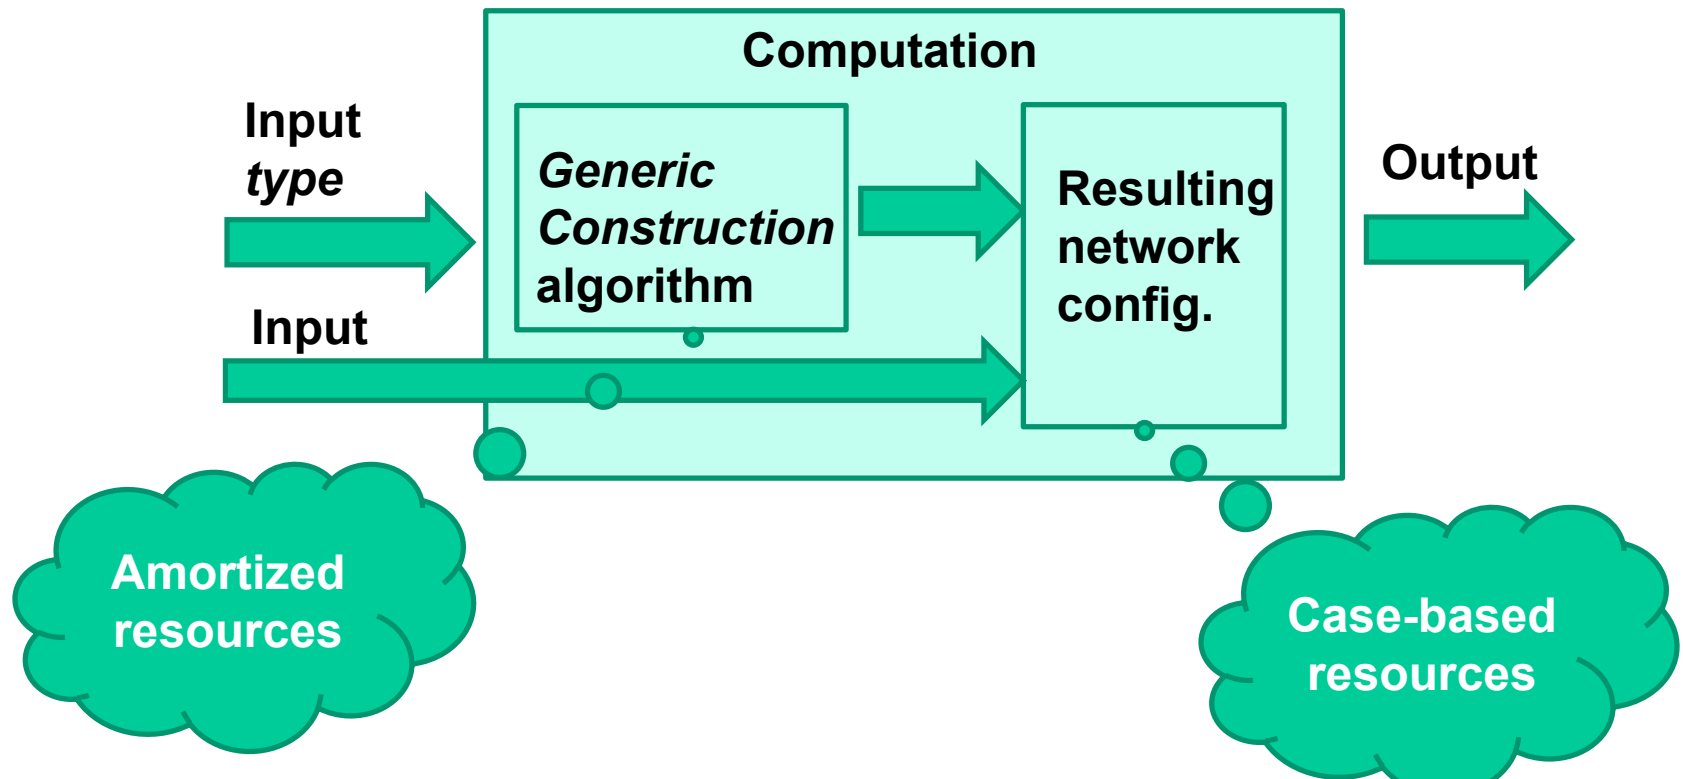 Computation
Input
type
Generic
Construction
algorithm
Resulting
network
config.
Output
Input
Amortized
resources
Case-based
resources